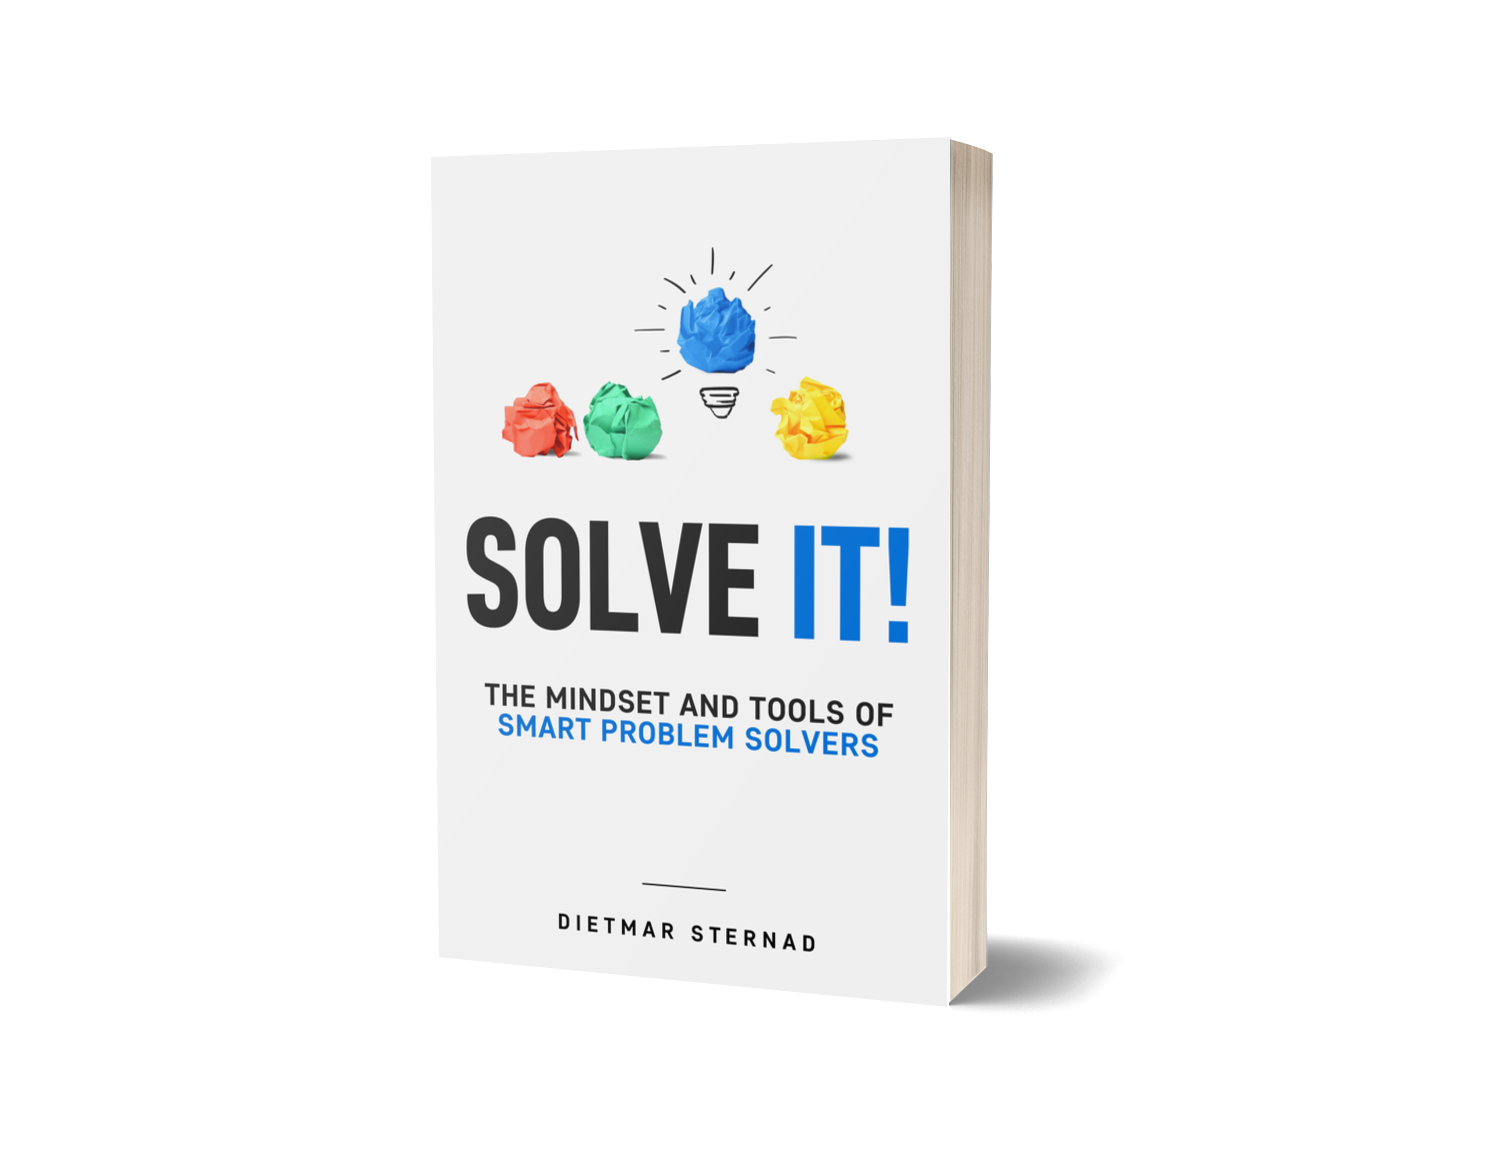 SOLVE IT!
THE MINDSET AND TOOLS OF
SMART PROBLEM SOLVERS
DIETMAR STERNAD